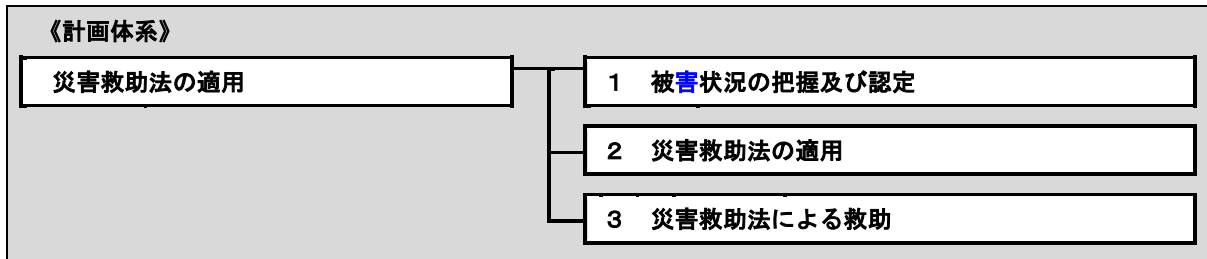 《計画体系》
災害救助法の適用
１　被害状況の把握及び認定
２　災害救助法の適用
３　災害救助法による救助